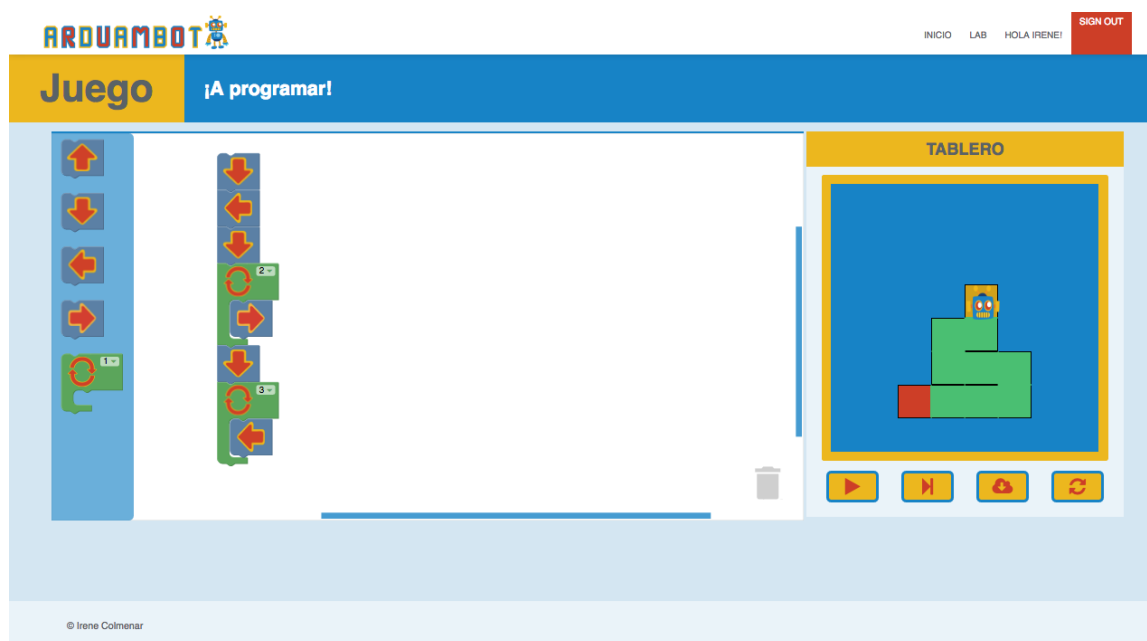 ARDUAMBOT
INICIO LAB HOLA IRENE! SIGN OUT
Juego ¡A programar!
TABLERO
2
1
3
© Irene Colmenar